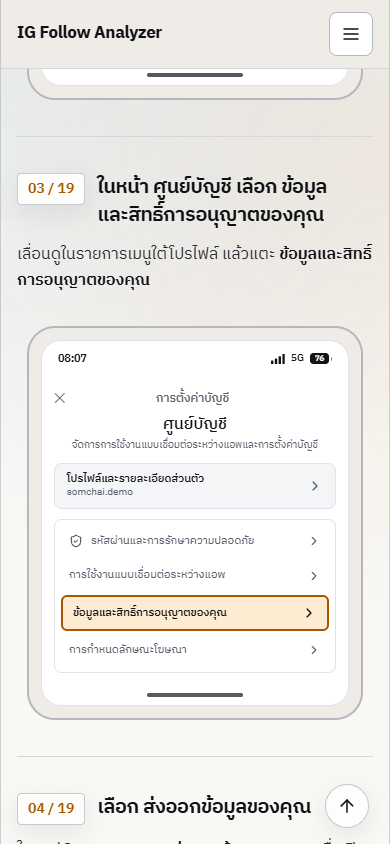 IG Follow Analyzer
03 / 19
ในหน้า ศูนย์บัญชี เลือก ข้อมูล
และสิทธิ์การอนุญาตของคุณ
เลื่อนดูในรายการเมนูใต้โปรไฟล์ แล้วแตะ ข้อมูลและสิทธิ์
การอนุญาตของคุณ
08:07
5G 76
การตั้งค่าบัญชี
ศูนย์บัญชี
จัดการการใช้งานแบบเชื่อมต่อระหว่างแอพและการตั้งค่าบัญชี
โปรไฟล์และรายละเอียดส่วนตัว
somchai.demo
รหัสผ่านและการรักษาความปลอดภัย
การใช้งานแบบเชื่อมต่อระหว่างแอพ
ข้อมูลและสิทธิ์การอนุญาตของคุณ
การกำหนดลักษณะโฆษณา
04 / 19
เลือก ส่งออกข้อมูลของคุณ